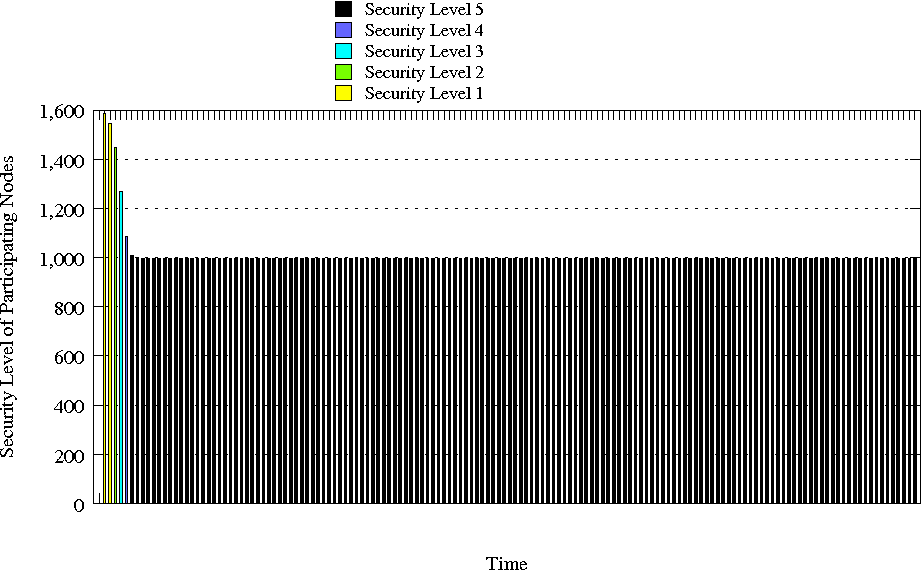 Security Level 5
Security Level 4
Security Level 3
Security Level 2
Security Level 1
1,600
1,400
1,200
1,000
800
600
400
200
0
Security Level of Participating Nodes
Time